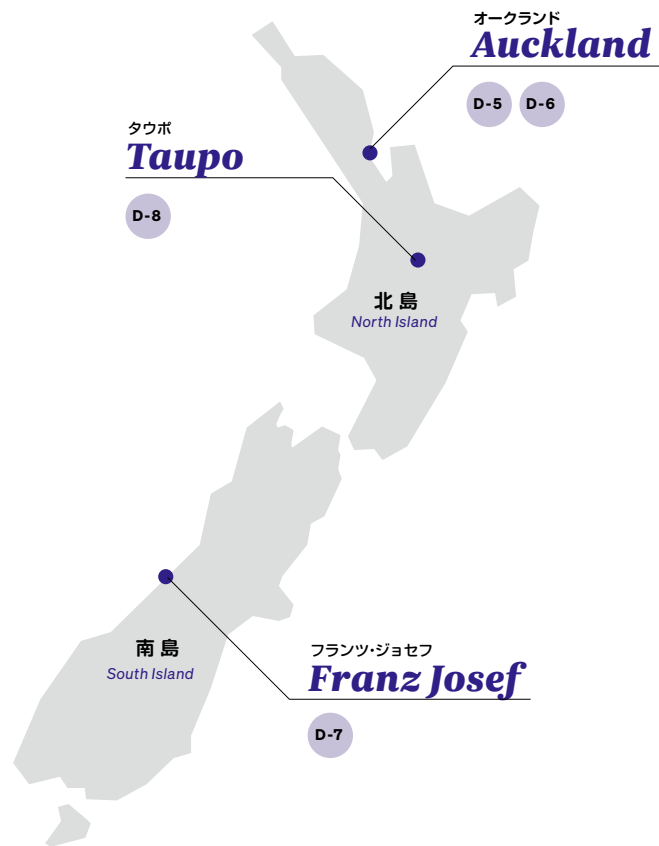 オークランド
Auckland
D-5 D-6
タウポ
Taupo
D-8
北島
North Island
南島
South Island
フランツ・ジョセフ
Franz Josef
D-7